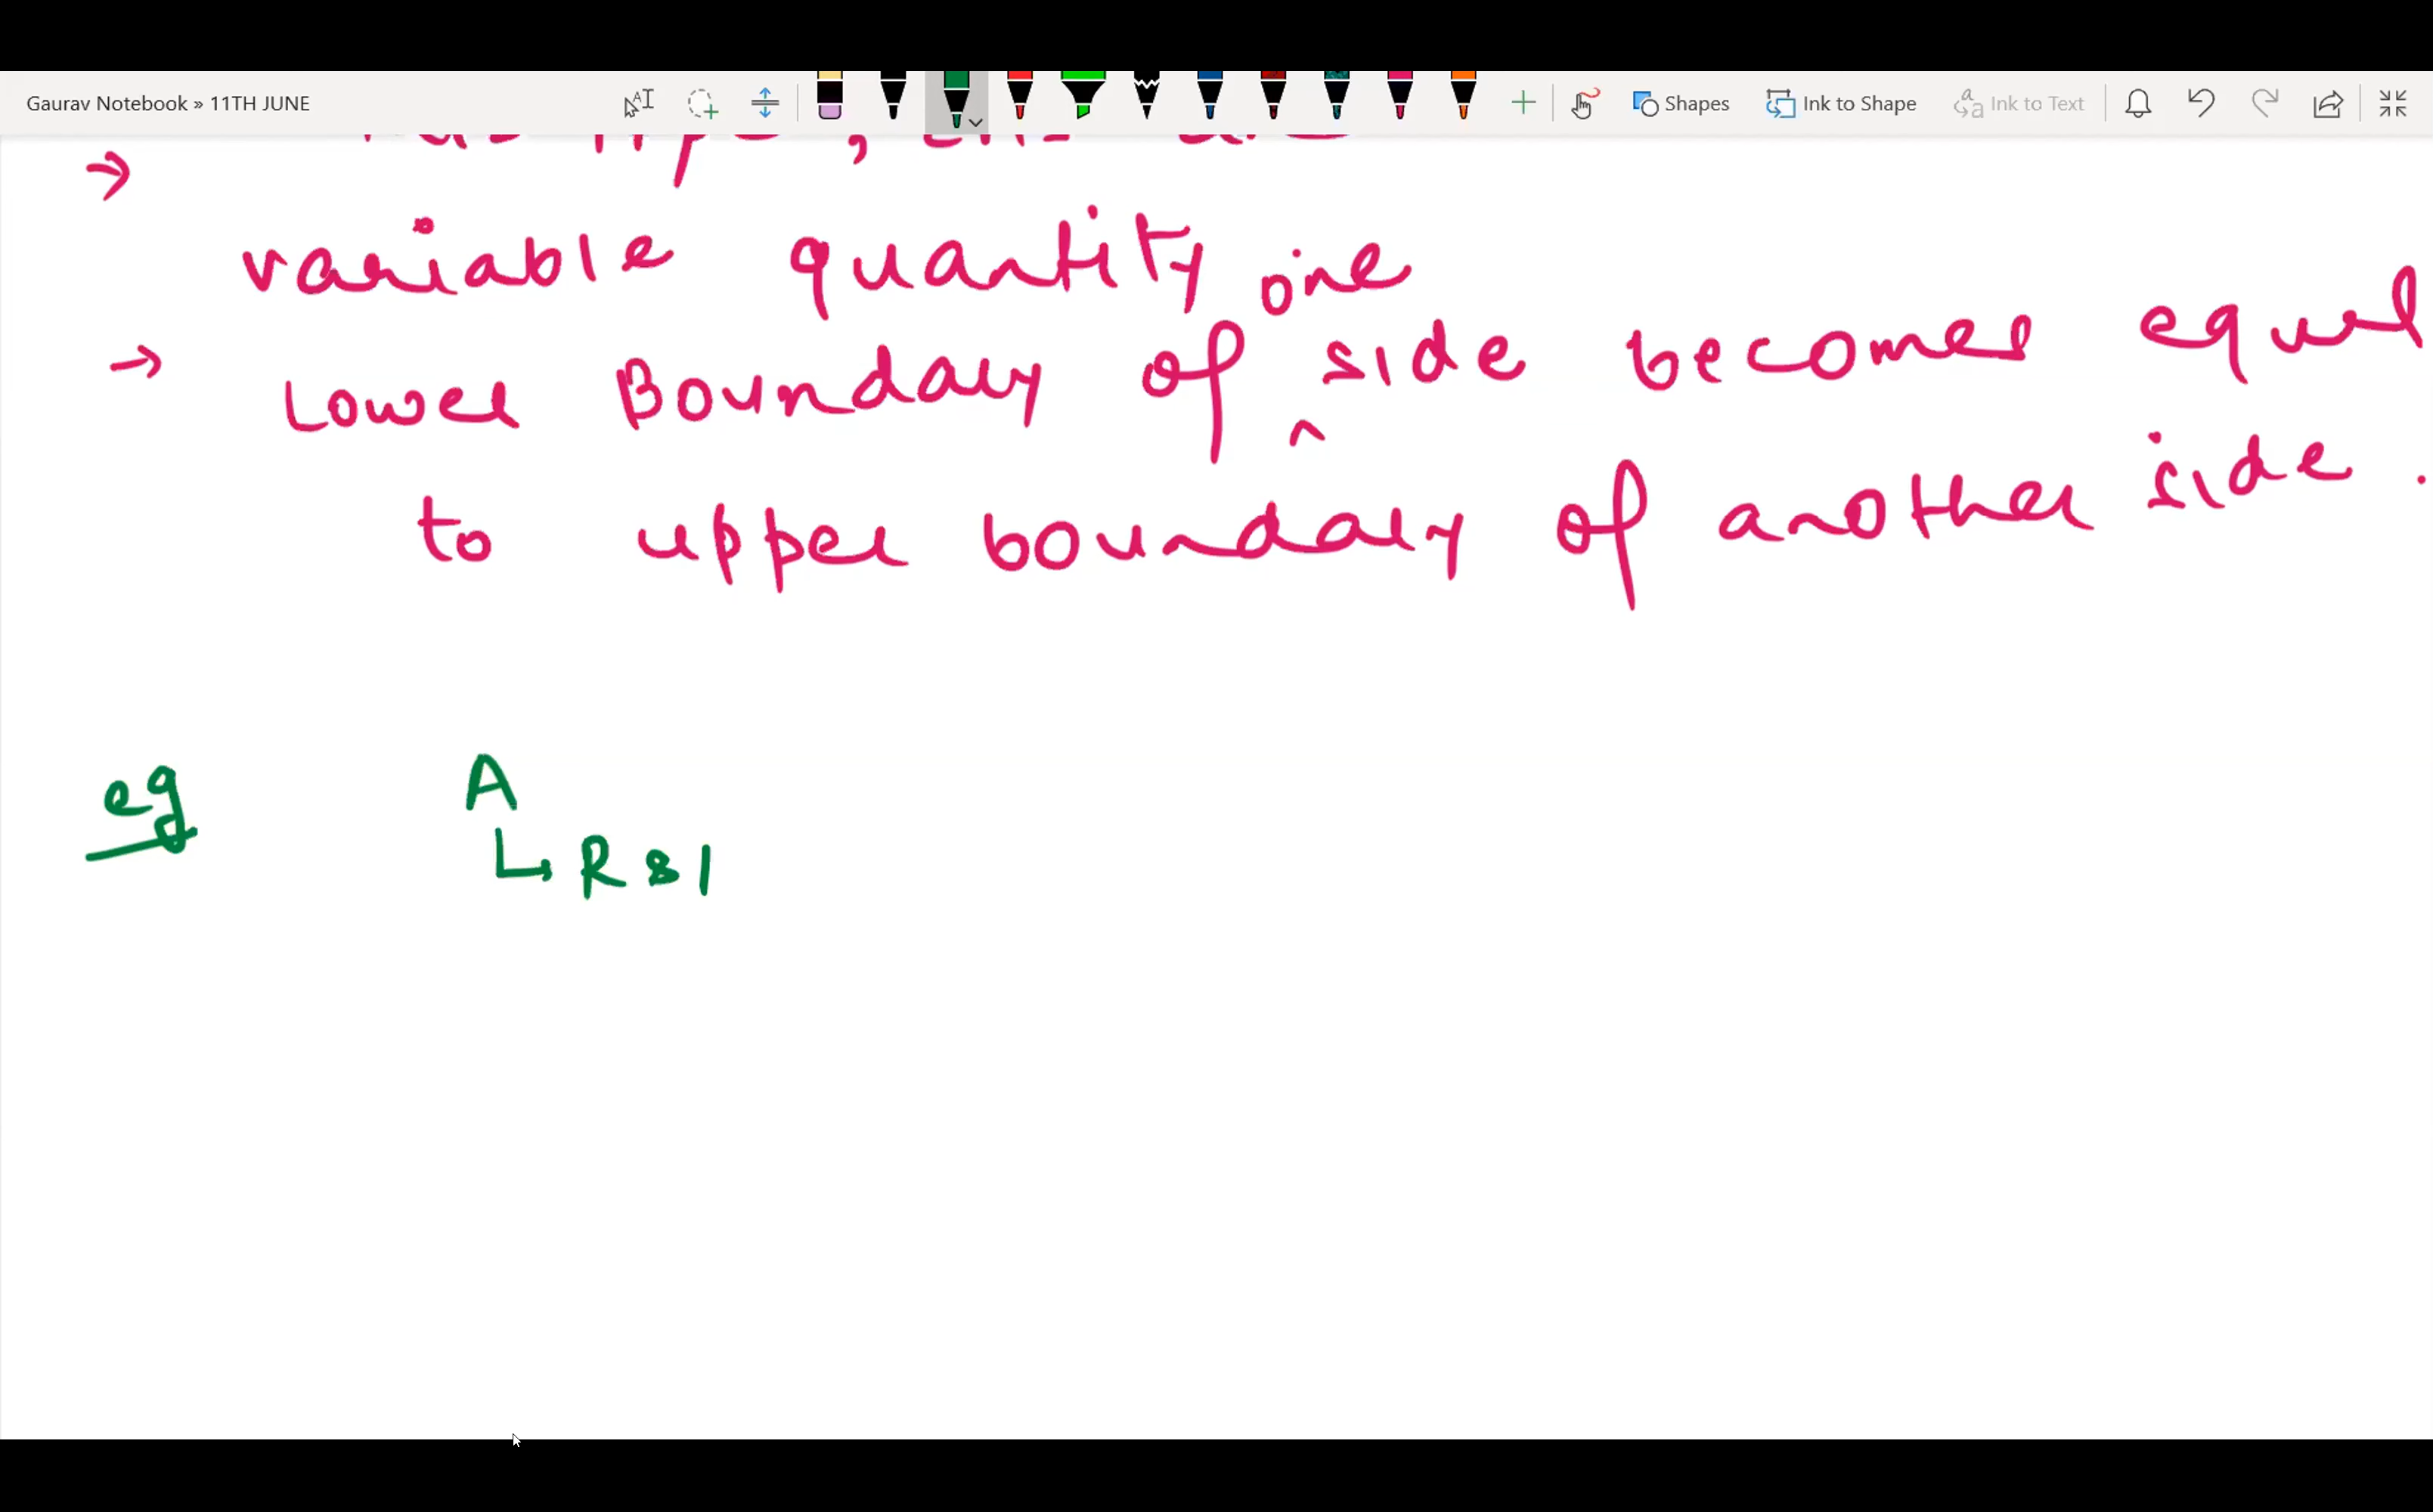 Gaurav Notebook » 11TH JUNE
Shapes
Ink to Shape
Ink to Text
→
variable quantity one
→ Lower Boundary of ^ side becomes equal
to upper boundary of another side.
eg A
↳ RSI